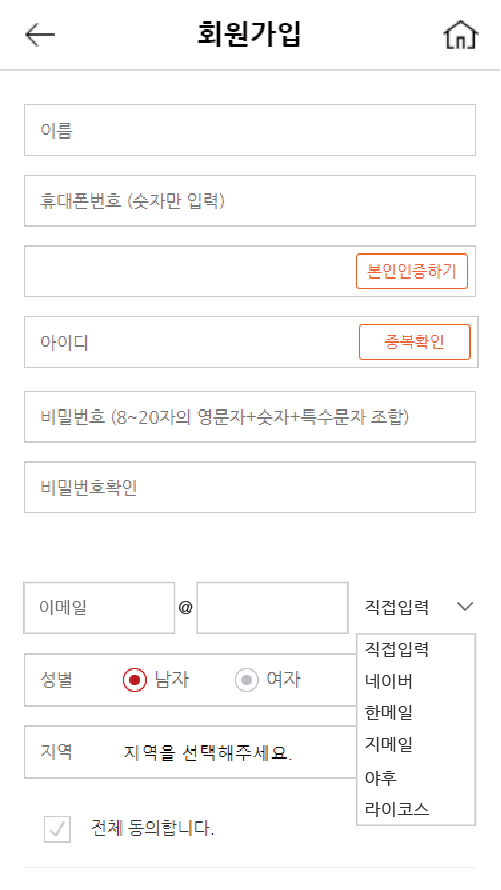 회원가입
이름
휴대폰번호 (숫자만 입력)
본인인증하기
아이디
중복확인
비밀번호 (8~20자의 영문자+숫자+특수문자 조합)
비밀번호확인
이메일 @ 직접입력
직접입력
네이버
한메일
지메일
야후
라이코스
성별 남자 여자
지역 지역을 선택해주세요.
전체 동의합니다.